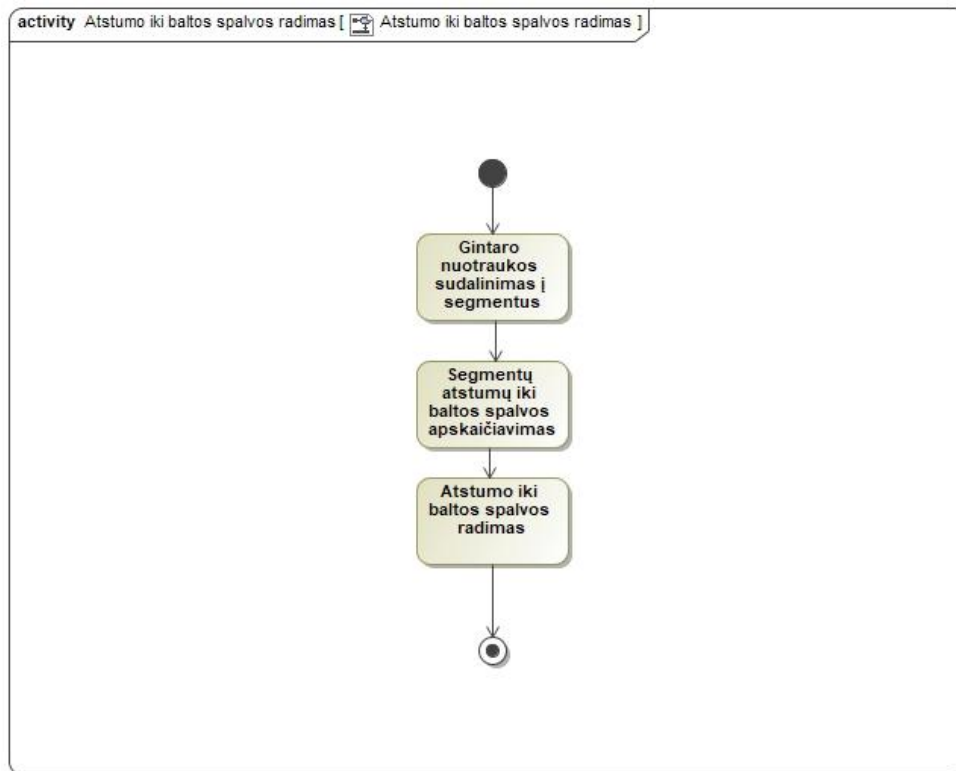 activity Atstumo iki baltos spalvos radimas [ Atstumo iki baltos spalvos radimas ]
Gintaro
nuotraukos
sudalinimas į
segmentus
Segmentų
atstumų iki
baltos spalvos
apskaičiavimas
Atstumo iki
baltos spalvos
radimas